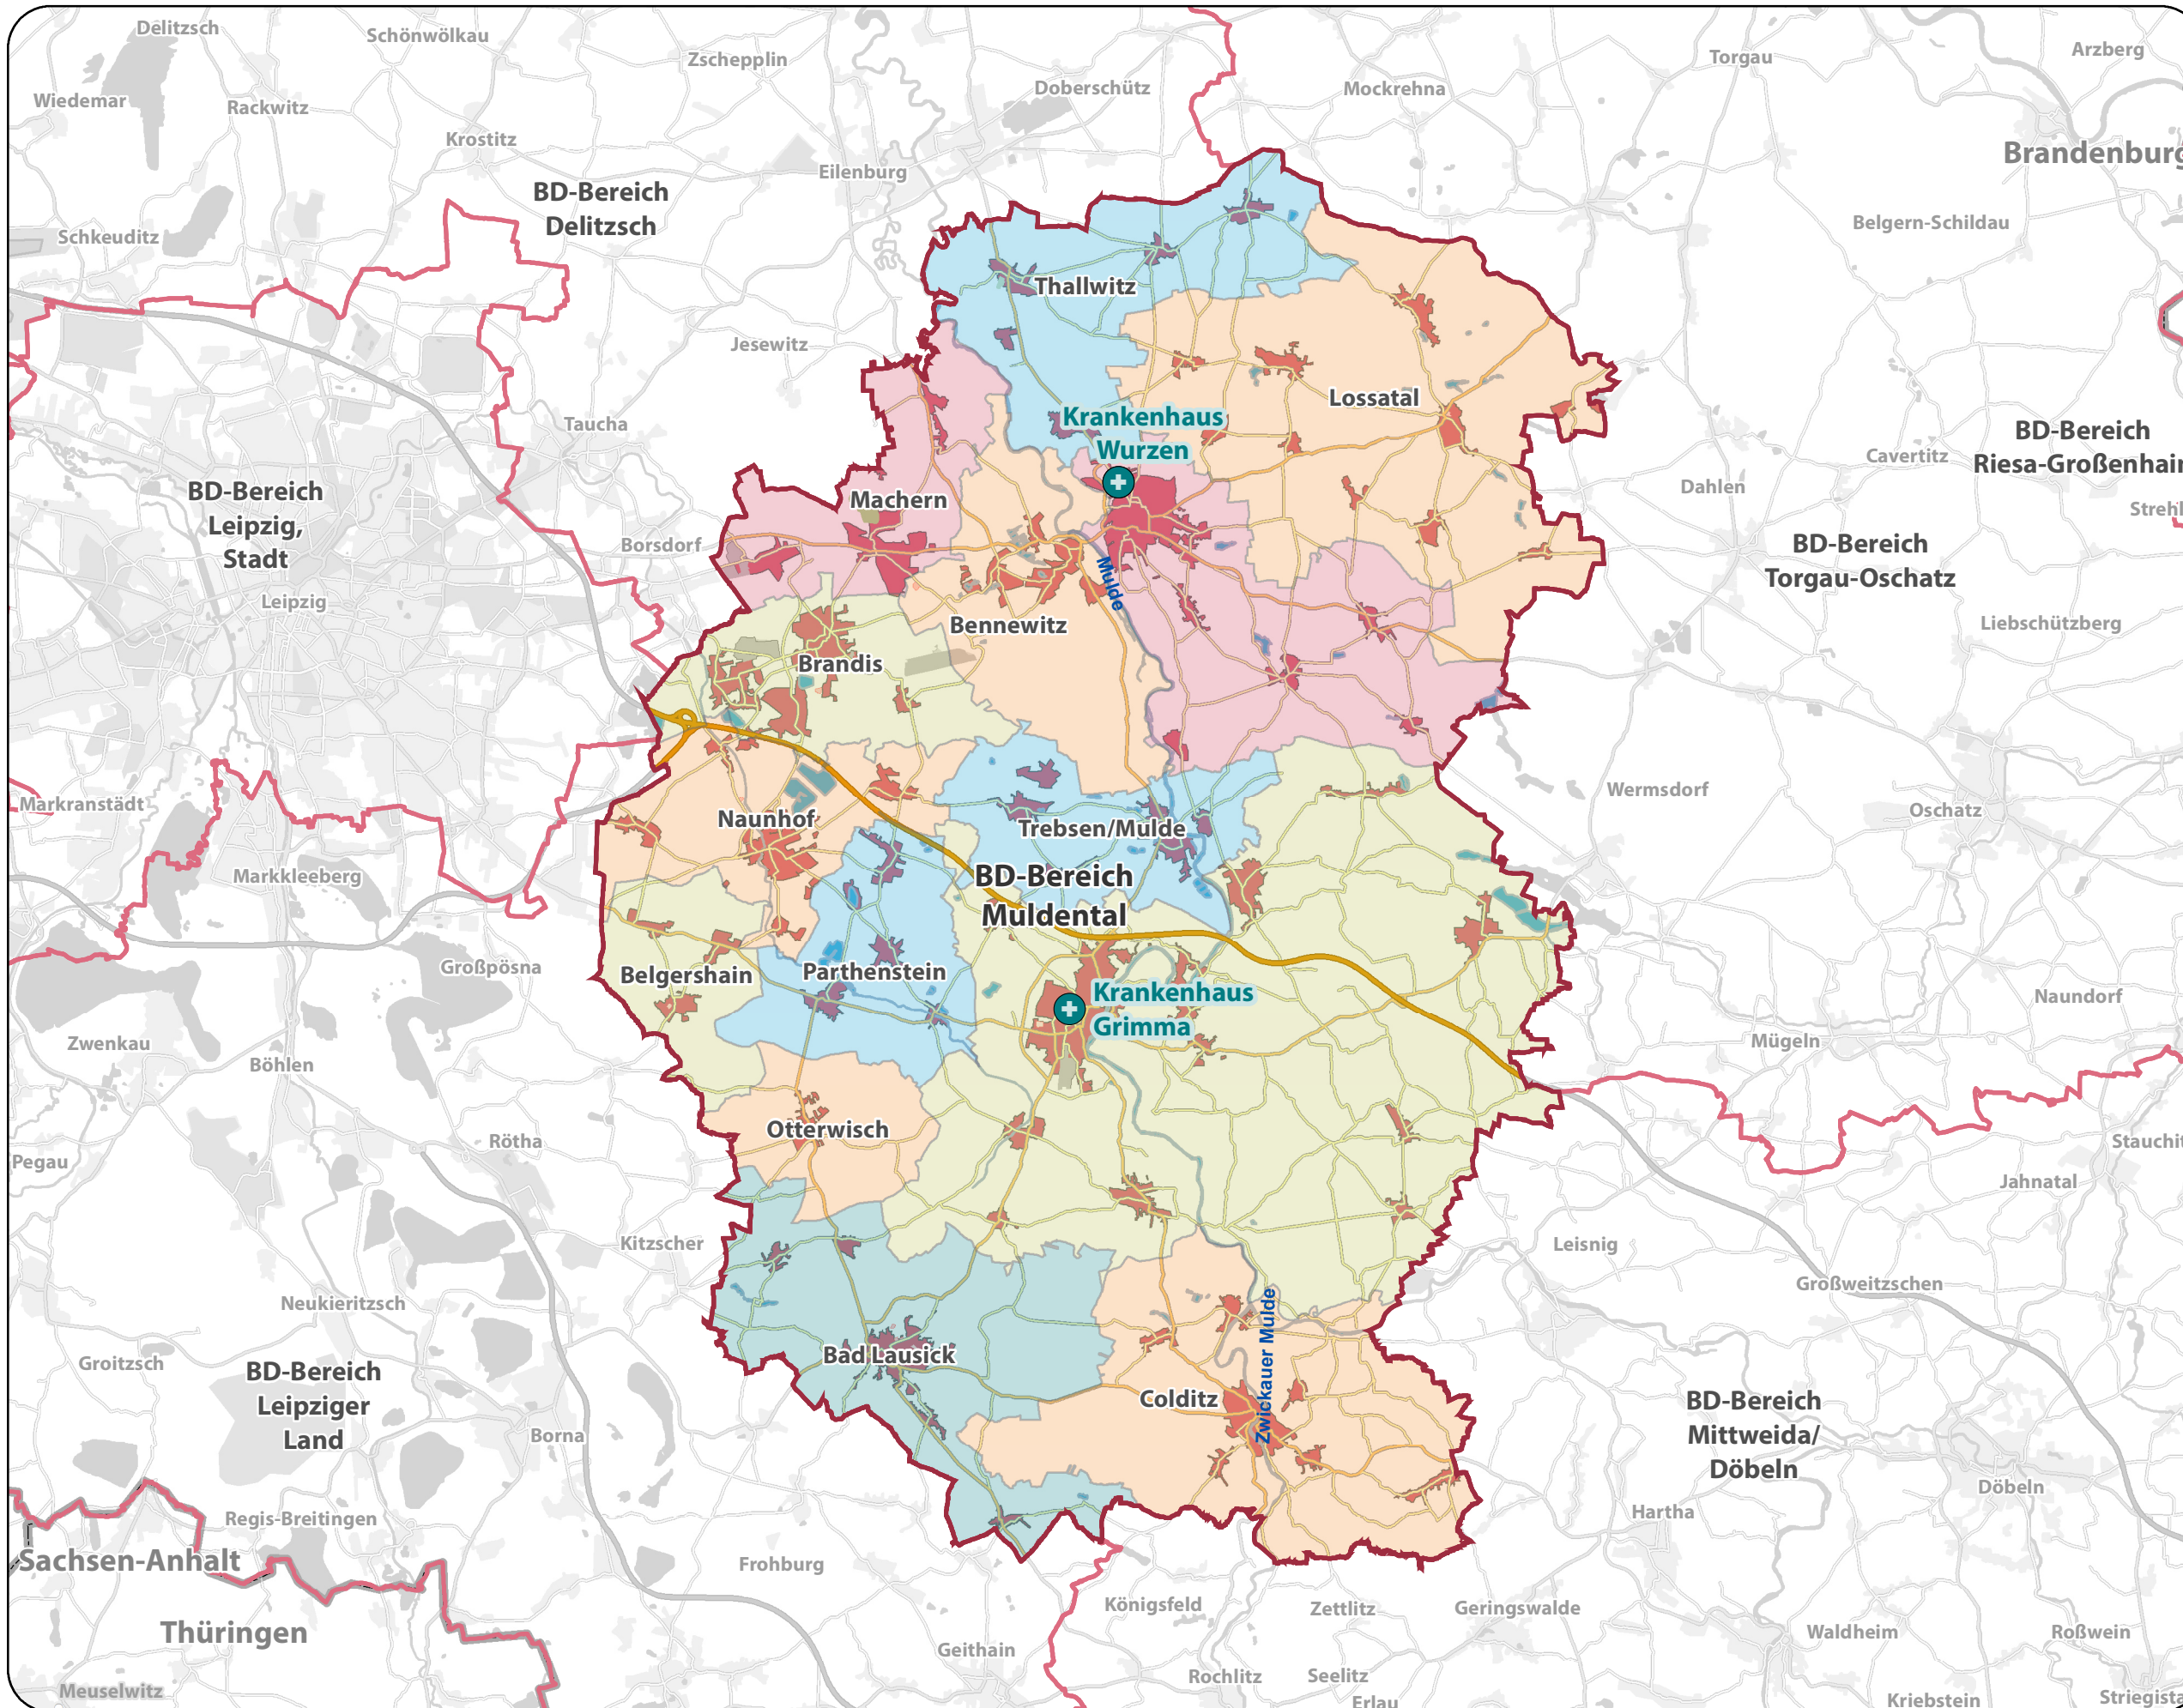 Delitzsch
Schönwölkau
Zschepplin
Doberschütz
Mockrehna
Torgau
Arzberg
Wiedemar
Rackwitz
Krostitz
Eilenburg
Brandenburg
BD-Bereich
Delitzsch
Schkeuditz
Belgern-Schildau
Thallwitz
Jesewitz
Taucha
Lossatal
Krankenhaus
Wurzen
BD-Bereich
Riesa-Großenhain
Cavertitz
Dahlen
BD-Bereich
Leipzig,
Stadt
Machern
Borsdorf
BD-Bereich
Torgau-Oschatz
Leipzig
Mulde
Bennewitz
Liebschützberg
Brandis
Markranstädt
Naunhof
Trebsen/Mulde
Wermsdorf
Oschatz
Markkleeberg
BD-Bereich
Muldental
Großpösna
Belgershain
Parthenstein
Krankenhaus
Grimma
Naundorf
Zwenkau
Böhlen
Mügeln
Otterwisch
Rötha
Pegau
Jahnatal
Kitzscher
Leisnig
Großweitzschen
Neukieritzsch
Zwickauer Mulde
Groitzsch
BD-Bereich
Leipziger
Land
Bad Lausick
Colditz
BD-Bereich
Mittweida/
Döbeln
Borna
Döbeln
Regis-Breitingen
Hartha
Sachsen-Anhalt
Frohburg
Thüringen
Königsfeld
Zettlitz
Geringswalde
Waldheim
Roßwein
Geithain
Rochlitz
Seelitz
Meuselwitz
Erlau
Kriebstein